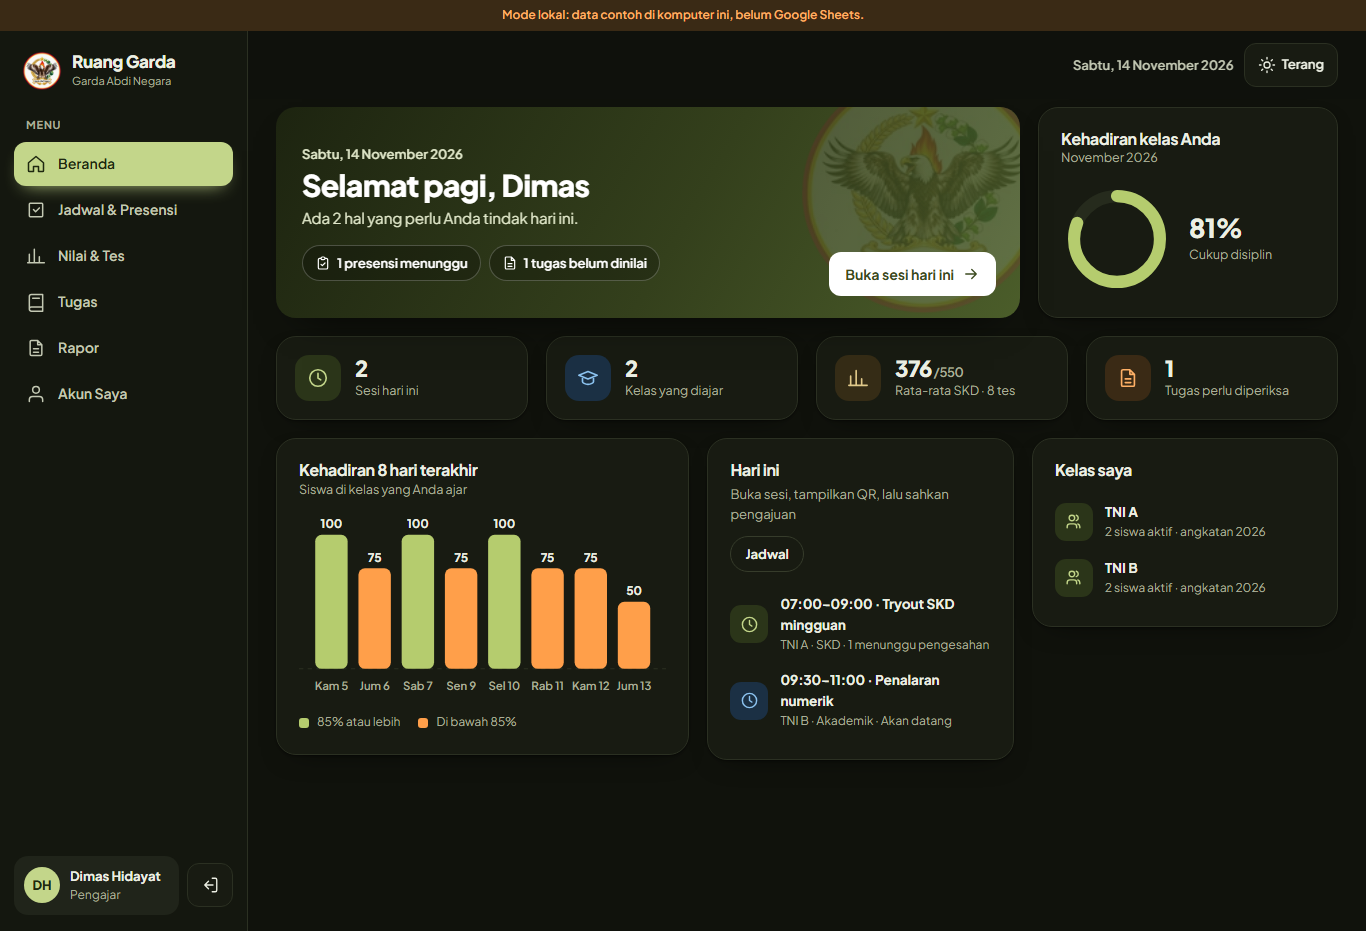 Mode lokal: data contoh di komputer ini, belum Google Sheets.
Ruang Garda
Garda Abdi Negara
MENU
Beranda
Jadwal & Presensi
Nilai & Tes
Tugas
Rapor
Akun Saya
Dimas Hidayat
DH
Pengajar
Sabtu, 14 November 2026
Terang
Sabtu, 14 November 2026
Selamat pagi, Dimas
Ada 2 hal yang perlu Anda tindak hari ini.
1 presensi menunggu
1 tugas belum dinilai
Buka sesi hari ini
Kehadiran kelas Anda
November 2026
81%
Cukup disiplin
2
Sesi hari ini
2
Kelas yang diajar
376/550
Rata-rata SKD · 8 tes
1
Tugas perlu diperiksa
Kehadiran 8 hari terakhir
Siswa di kelas yang Anda ajar
100 75 100 75 100 75 75 50
Kam 5 Jum 6 Sab 7 Sen 9 Sel 10 Rab 11 Kam 12 Jum 13
85% atau lebih
Di bawah 85%
Hari ini
Buka sesi, tampilkan QR, lalu sahkan
pengajuan
Jadwal
07:00–09:00 · Tryout SKD
mingguan
TNI A · SKD · 1 menunggu pengesahan
09:30–11:00 · Penalaran
numerik
TNI B · Akademik · Akan datang
Kelas saya
TNI A
2 siswa aktif · angkatan 2026
TNI B
2 siswa aktif · angkatan 2026